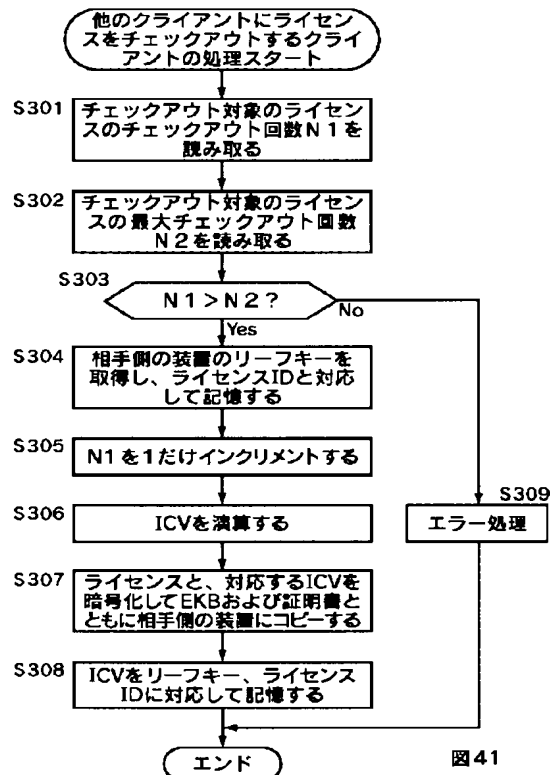 他のクライアントにライセン
スをチェックアウトするクラ
イアントの処理スタート
S301
チェックアウト対象のライセン
スのチェックアウト回数N1を
読み取る
S302
チェックアウト対象のライセン
スの最大チェックアウト回数
N2を読み取る
S303
N1>N2?
No
Yes
S304
相手側の装置のリーフキーを
取得し、ライセンスIDと対応
して記憶する
S305
N1を1だけインクリメントする
S309
エラー処理
S306
ICVを演算する
S307
ライセンスと、対応するICVを
暗号化してEKBおよび証明書と
ともに相手側の装置にコピーする
S308
ICVをリーフキー、ライセンス
IDに対応して記憶する
エンド
図41